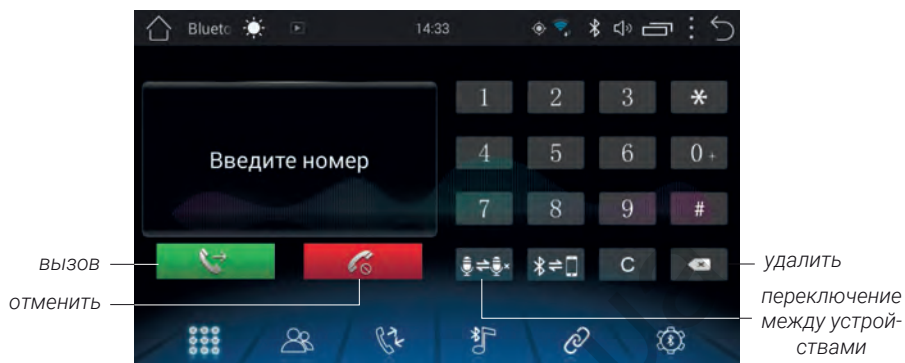 Blueto 14:33
1 2 3 *
Введите номер
4 5 6 0 +
7 8 9 #
вызов
C
удалить
отменить
переключение
между устрой-
ствами